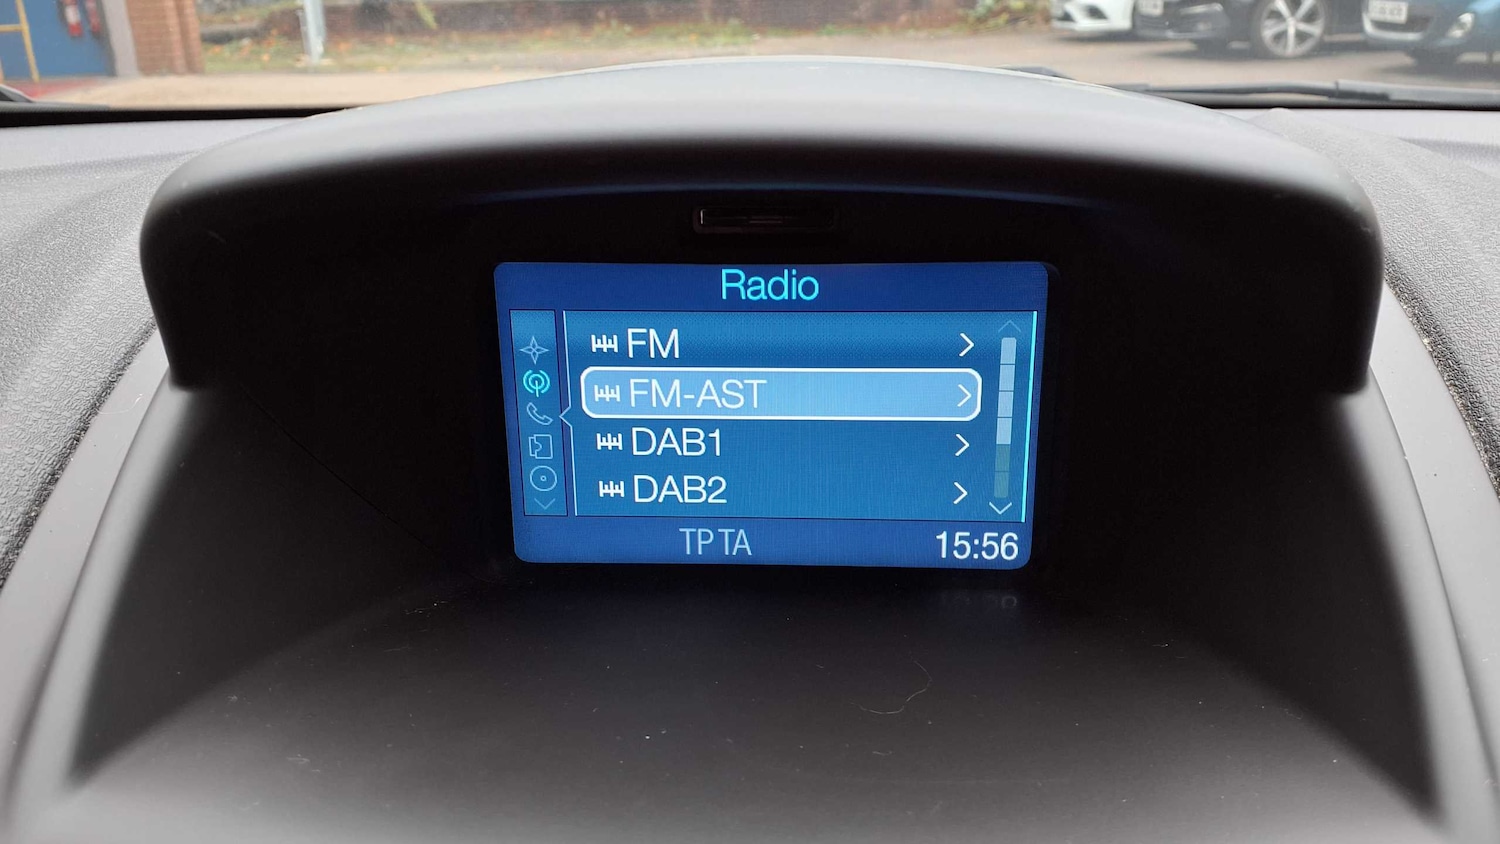 Radio
FM
FM-AST
DAB1
DAB2
TP TA
15:56